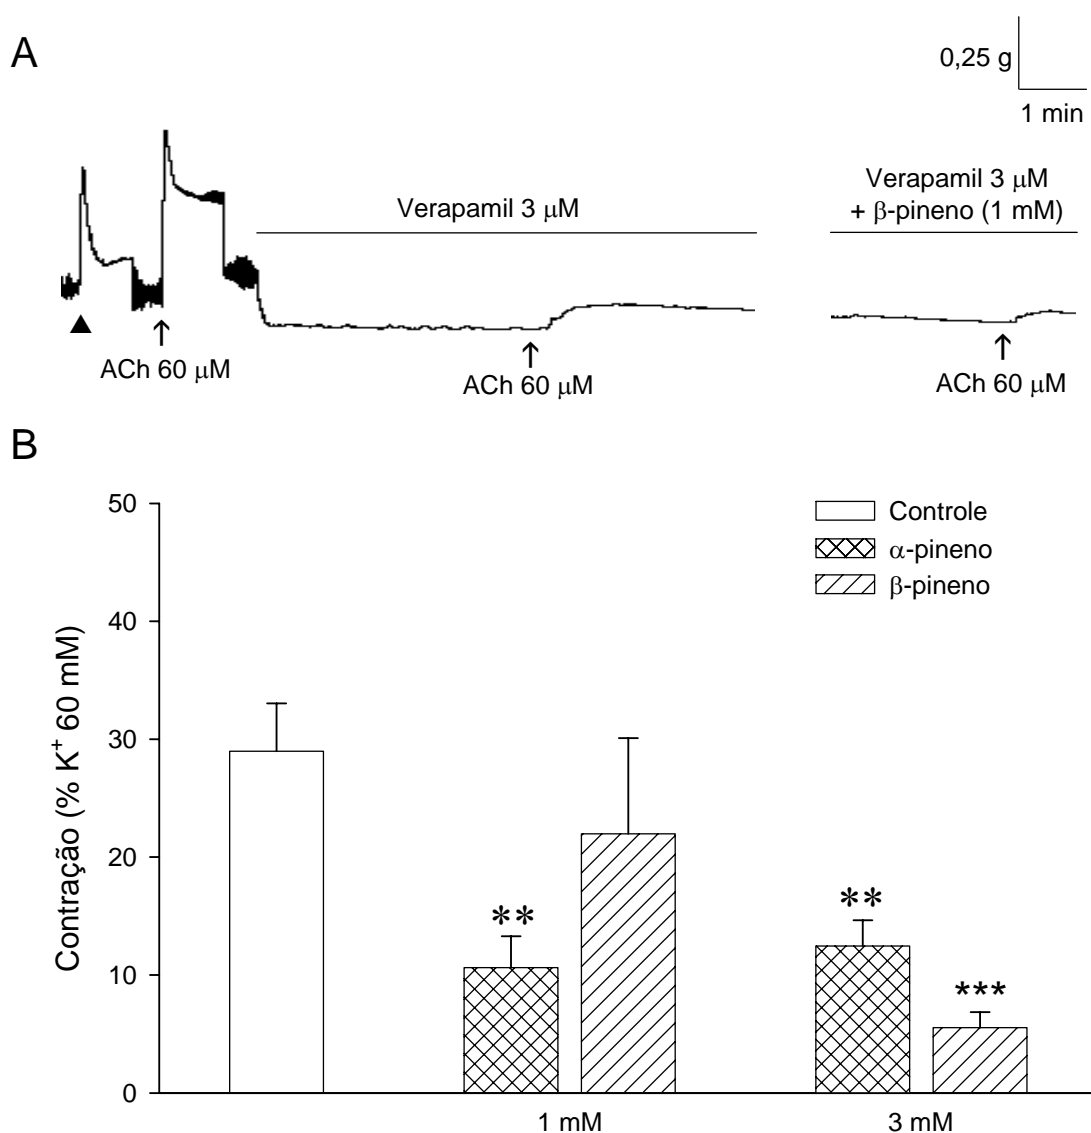 A
0,25 g
1 min
Verapamil 3 μM
Verapamil 3 μM
+ β-pineno (1 mM)
ACh 60 μM
ACh 60 μM
ACh 60 μM
B
Contração (% K⁺ 60 mM)
50
40
30
20
10
0
Controle
α-pineno
β-pineno
**
**
***
1 mM
3 mM